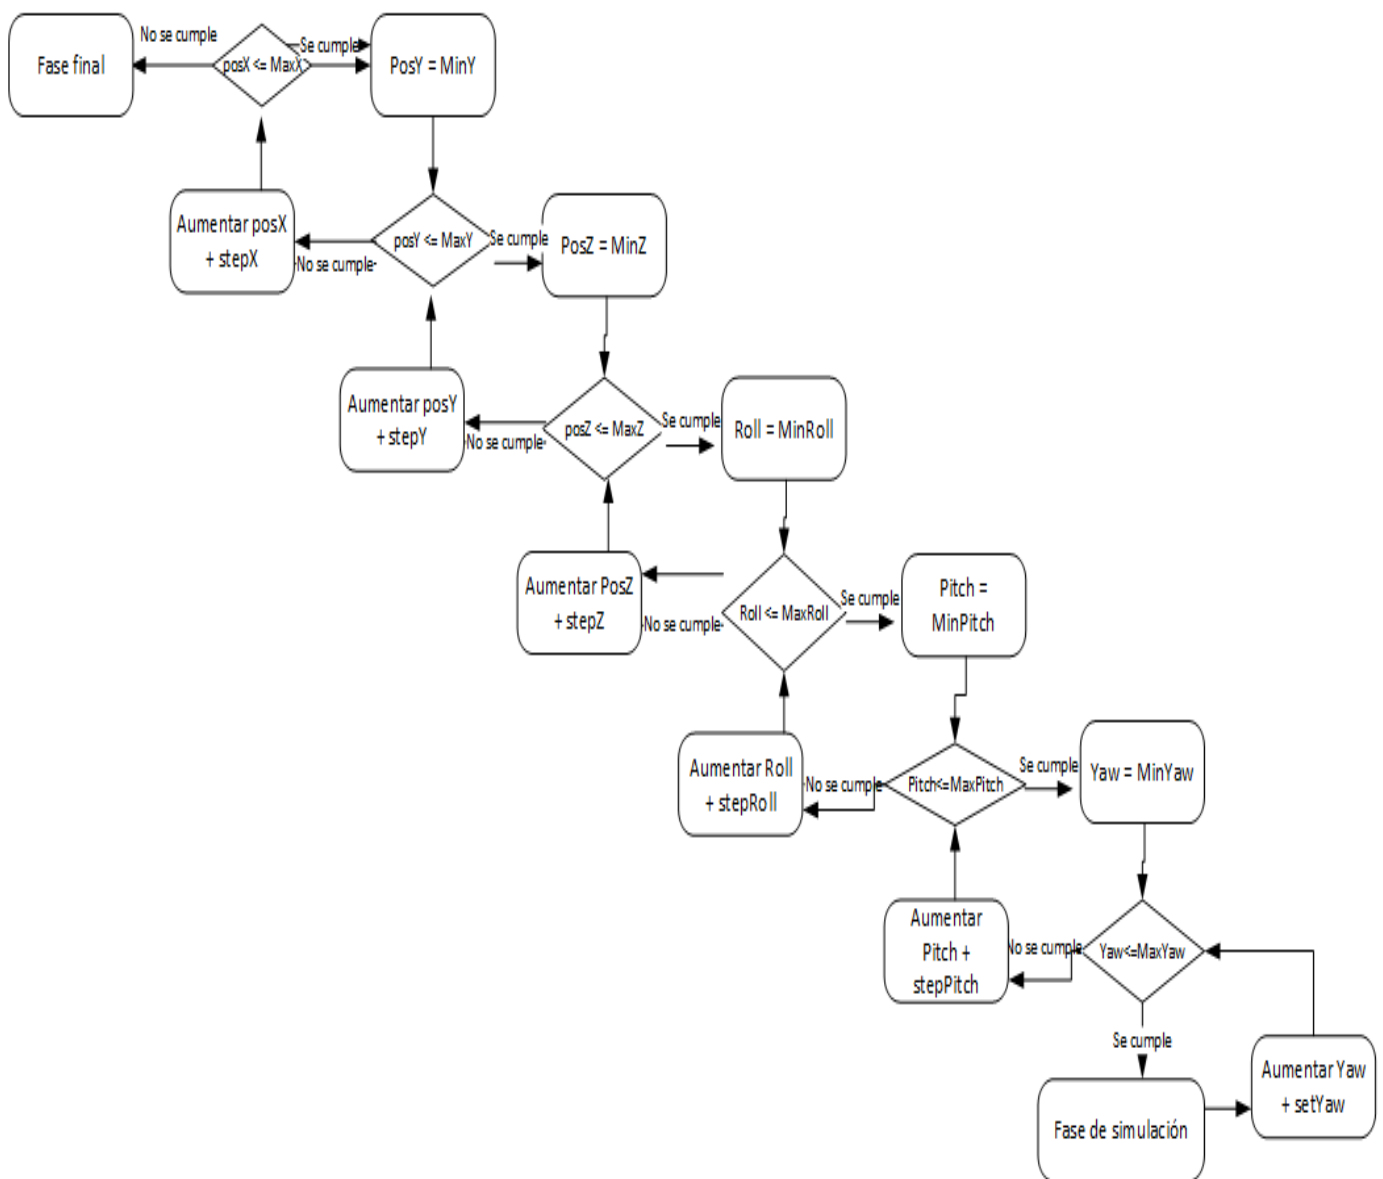 No se cumple
Fase final
posX <= MaxX
Se cumple
PosY = MinY
Aumentar posX
+ stepX
No se cumple
posY <= MaxY
Se cumple
PosZ = MinZ
Aumentar posY
+ stepY
No se cumple
posZ <= MaxZ
Se cumple
Roll = MinRoll
Aumentar PosZ
+ stepZ
No se cumple
Roll <= MaxRoll
Se cumple
Pitch =
MinPitch
Aumentar Roll
+ stepRoll
No se cumple
Pitch<=MaxPitch
Se cumple
Yaw = MinYaw
Aumentar
Pitch +
stepPitch
No se cumple
Yaw<=MaxYaw
Se cumple
Fase de simulación
Aumentar Yaw
+ setYaw